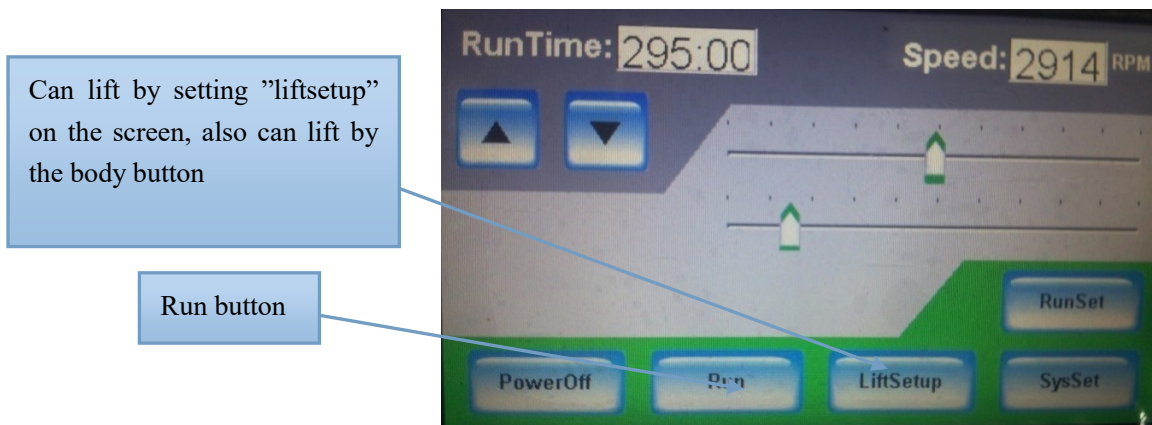 RunTime: 295:00 Speed: 2914 RPM
Can lift by setting ”liftsetup”
on the screen, also can lift by
the body button
Run button
RunSet
PowerOff Run LiftSetup SysSet